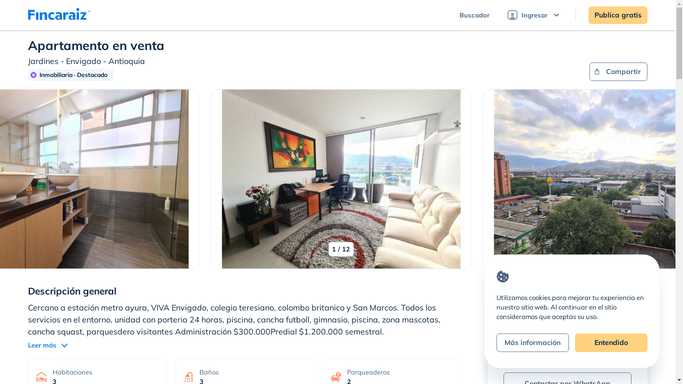 Fincaraiz
Buscador
Ingresar
Publica gratis
Apartamento en venta
Jardines - Envigado - Antioquia
Inmobiliaria · Destacado
Compartir
1 / 12
Descripción general
Cercano a estación metro ayura, VIVA Envigado, colegio teresiano, colombo britanico y San Marcos. Todos los
servicios en el entorno, unidad con porteria 24 horas, piscina, cancha futboll, gimnasio, piscina, zona mascotas,
cancha squast, parquesdero visitantes Administración $300.000Predial $1.200.000 semestral.
Leer más
Habitaciones
3
Baños
3
Parqueaderos
2
Utilizamos cookies para mejorar tu experiencia en
nuestro sitio web. Al continuar en el sitio
consideramos que aceptas su uso.
Más información
Entendido
Contactar por WhatsApp